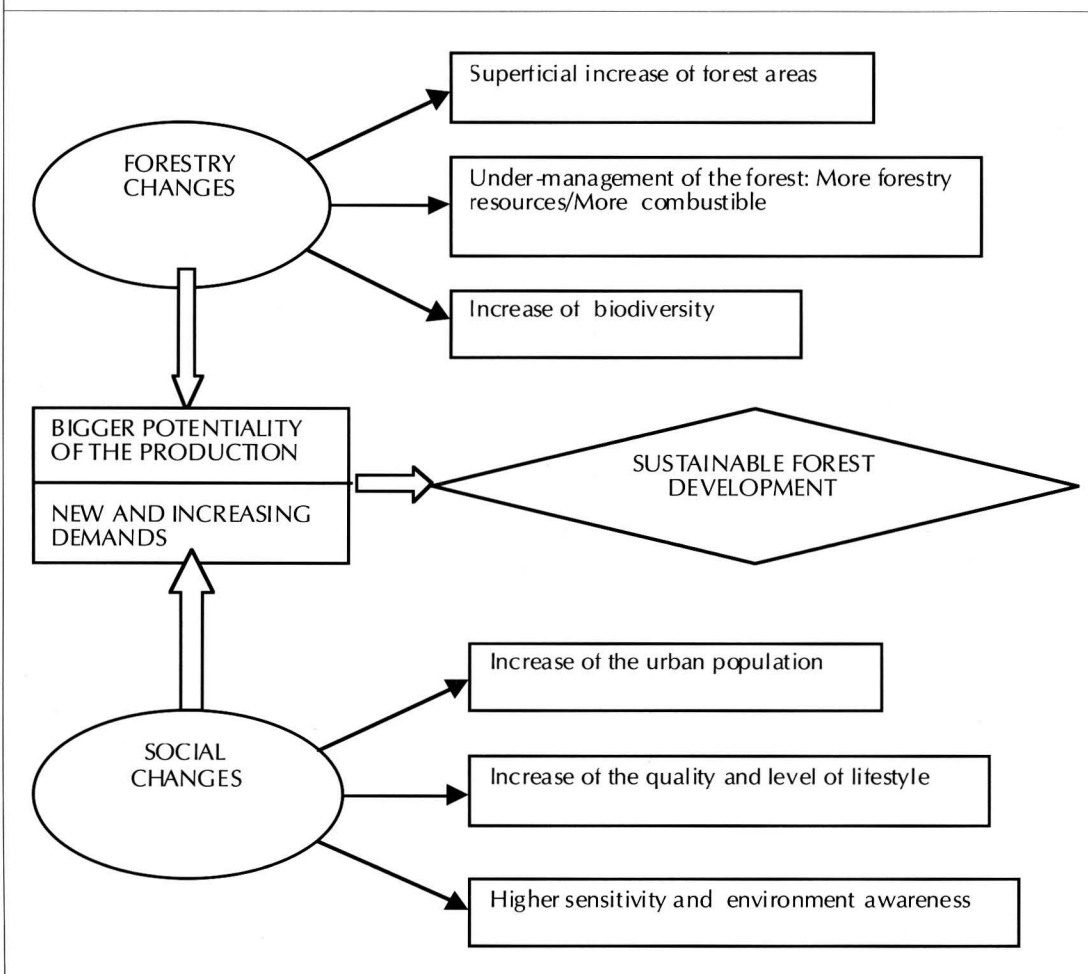 Superficial increase of forest areas
FORESTRY
CHANGES
Under-management of the forest: More forestry
resources/More combustible
Increase of biodiversity
BIGGER POTENTIALITY
OF THE PRODUCTION
SUSTAINABLE FOREST
DEVELOPMENT
NEW AND INCREASING
DEMANDS
Increase of the urban population
SOCIAL
CHANGES
Increase of the quality and level of lifestyle
Higher sensitivity and environment awareness